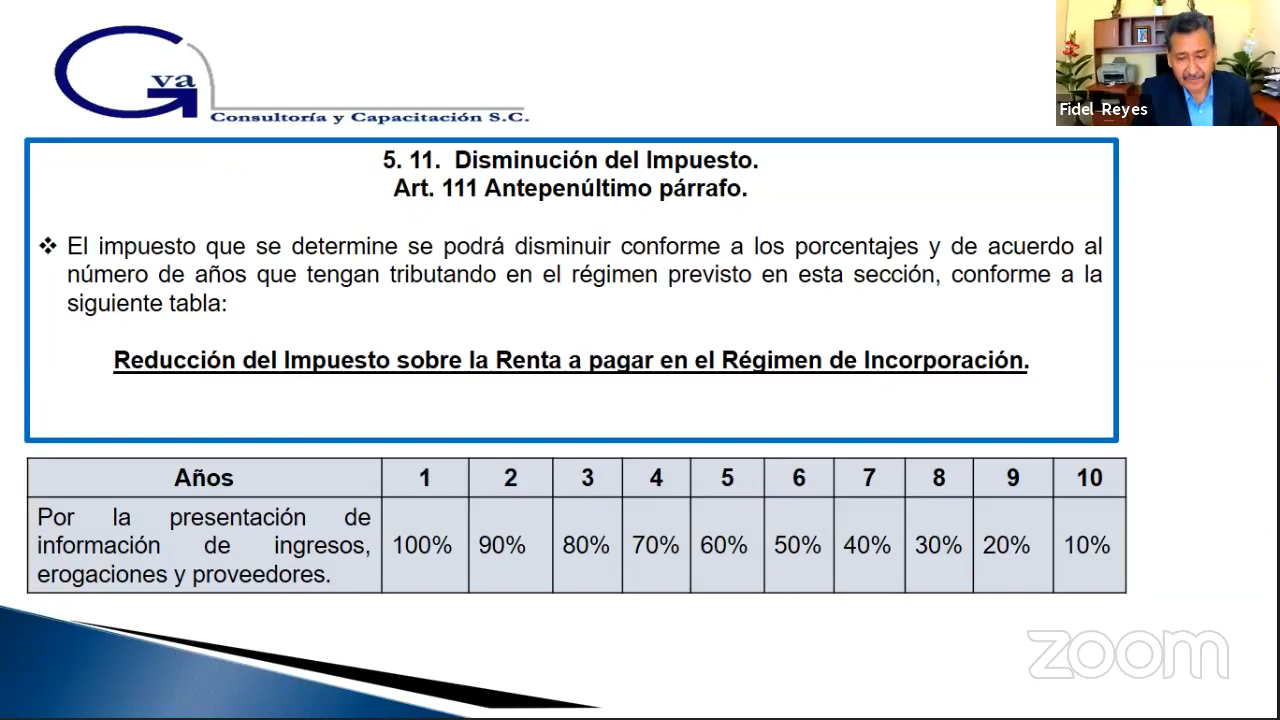 va
Consultoría y Capacitación S.C.
Fidel Reyes
5. 11. Disminución del Impuesto.
Art. 111 Antepenúltimo párrafo.
❖ El impuesto que se determine se podrá disminuir conforme a los porcentajes y de acuerdo al
número de años que tengan tributando en el régimen previsto en esta sección, conforme a la
siguiente tabla:
Reducción del Impuesto sobre la Renta a pagar en el Régimen de Incorporación.
Años 1 2 3 4 5 6 7 8 9 10
Por la presentación de
información de ingresos, 100% 90% 80% 70% 60% 50% 40% 30% 20% 10%
erogaciones y proveedores.
zoom